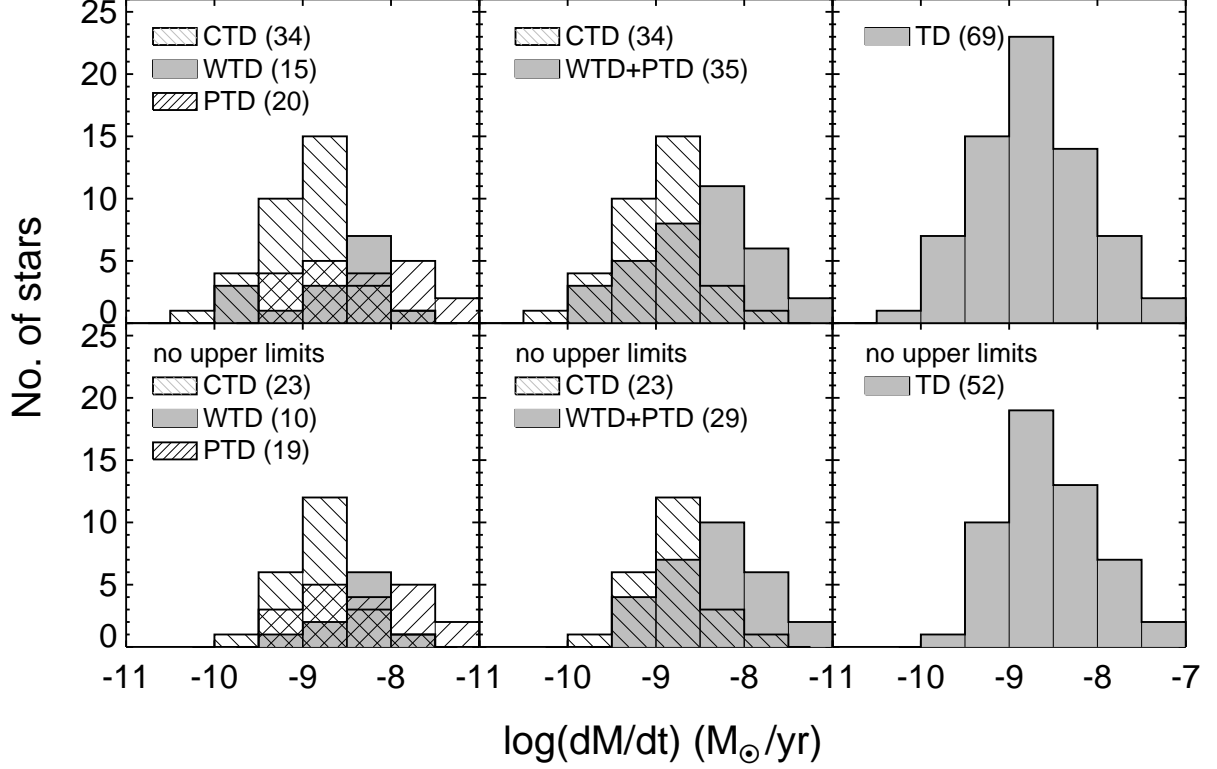 No. of stars
25
20
15
10
5
0
CTD (34)
WTD (15)
PTD (20)
CTD (34)
WTD+PTD (35)
TD (69)
25
20
15
10
5
0
no upper limits
CTD (23)
WTD (10)
PTD (19)
no upper limits
CTD (23)
WTD+PTD (29)
no upper limits
TD (52)
-11 -10 -9 -8 -11 -10 -9 -8 -11 -10 -9 -8 -7
log(dM/dt) (M☉/yr)